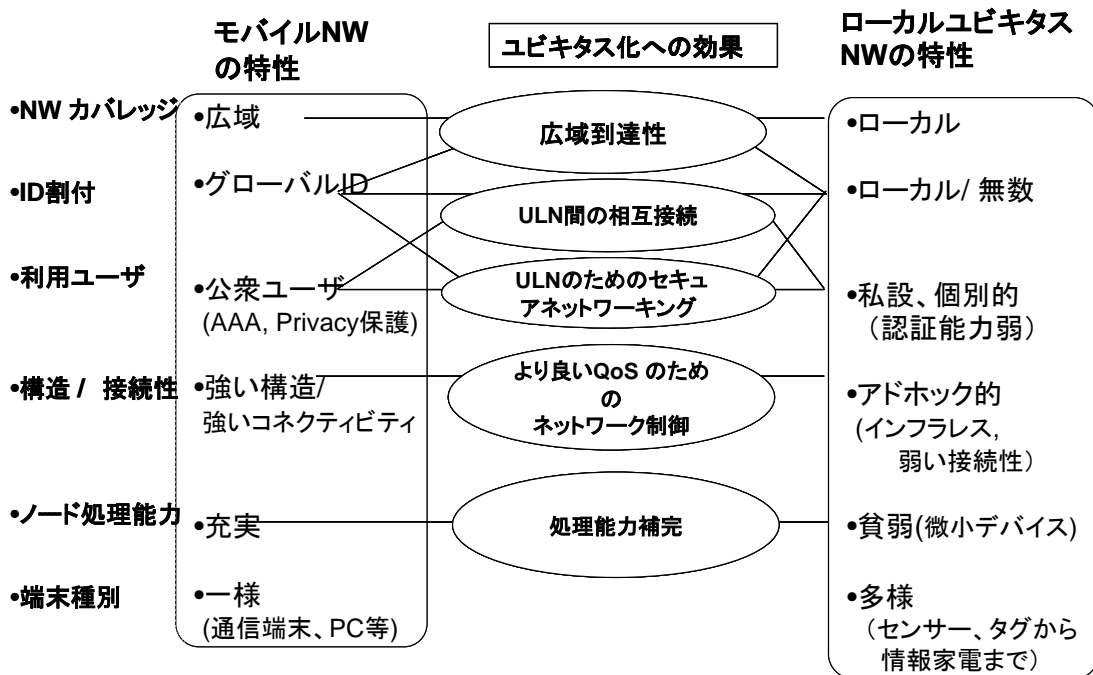 モバイルNW
の特性
ユビキタス化への効果
ローカルユビキタス
NWの特性
•NW カバレッジ
•広域
広域到達性
•ローカル
•ID割付
•グローバルID
ULN間の相互接続
•ローカル/ 無数
•利用ユーザ
•公衆ユーザ
(AAA, Privacy保護)
ULNのためのセキュ
アネットワーキング
•私設、個別的
（認証能力弱）
•構造 / 接続性
•強い構造/
強いコネクティビティ
より良いQoS のため
の
ネットワーク制御
•アドホック的
(インフラレス,
弱い接続性）
•ノード処理能力
•充実
処理能力補完
•貧弱(微小デバイス)
•端末種別
•一様
(通信端末、PC等)
•多様
（センサー、タグから
情報家電まで）